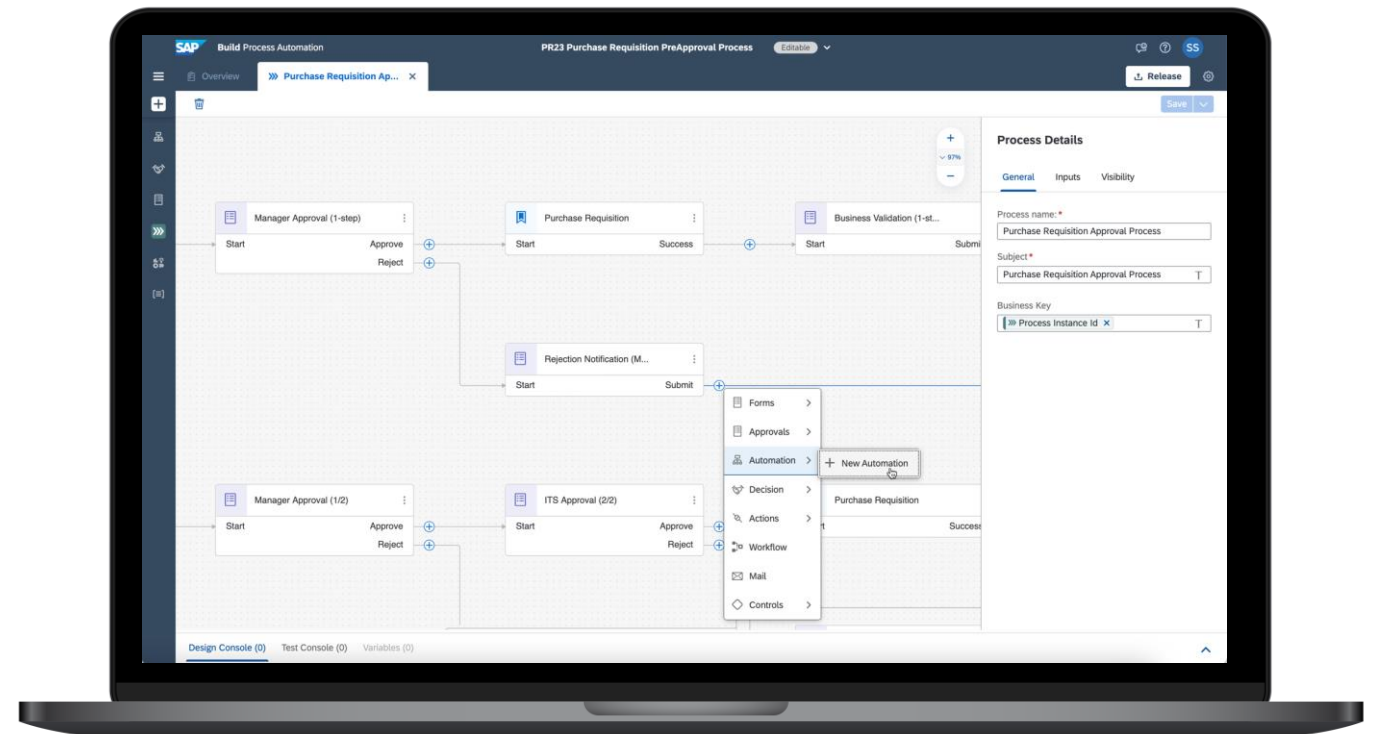 SAP Build Process Automation
PR23 Purchase Requisition PreApproval Process
Editable
SS
Overview
Purchase Requisition Ap...
Release
Save
97%
Process Details
General Inputs Visibility
Process name: *
Purchase Requisition Approval Process
Subject *
Purchase Requisition Approval Process T
Business Key
Process Instance Id × T
Manager Approval (1-step)
Start Approve
Reject
Purchase Requisition
Start Success
Business Validation (1-st...
Start Submi
Rejection Notification (M...
Start Submit
Forms
Approvals
Automation
New Automation
Decision
Actions
Workflow
Mail
Controls
Manager Approval (1/2)
Start Approve
Reject
ITS Approval (2/2)
Start Approve
Reject
Purchase Requisition
t Success
Design Console (0) Test Console (0) Variables (0)